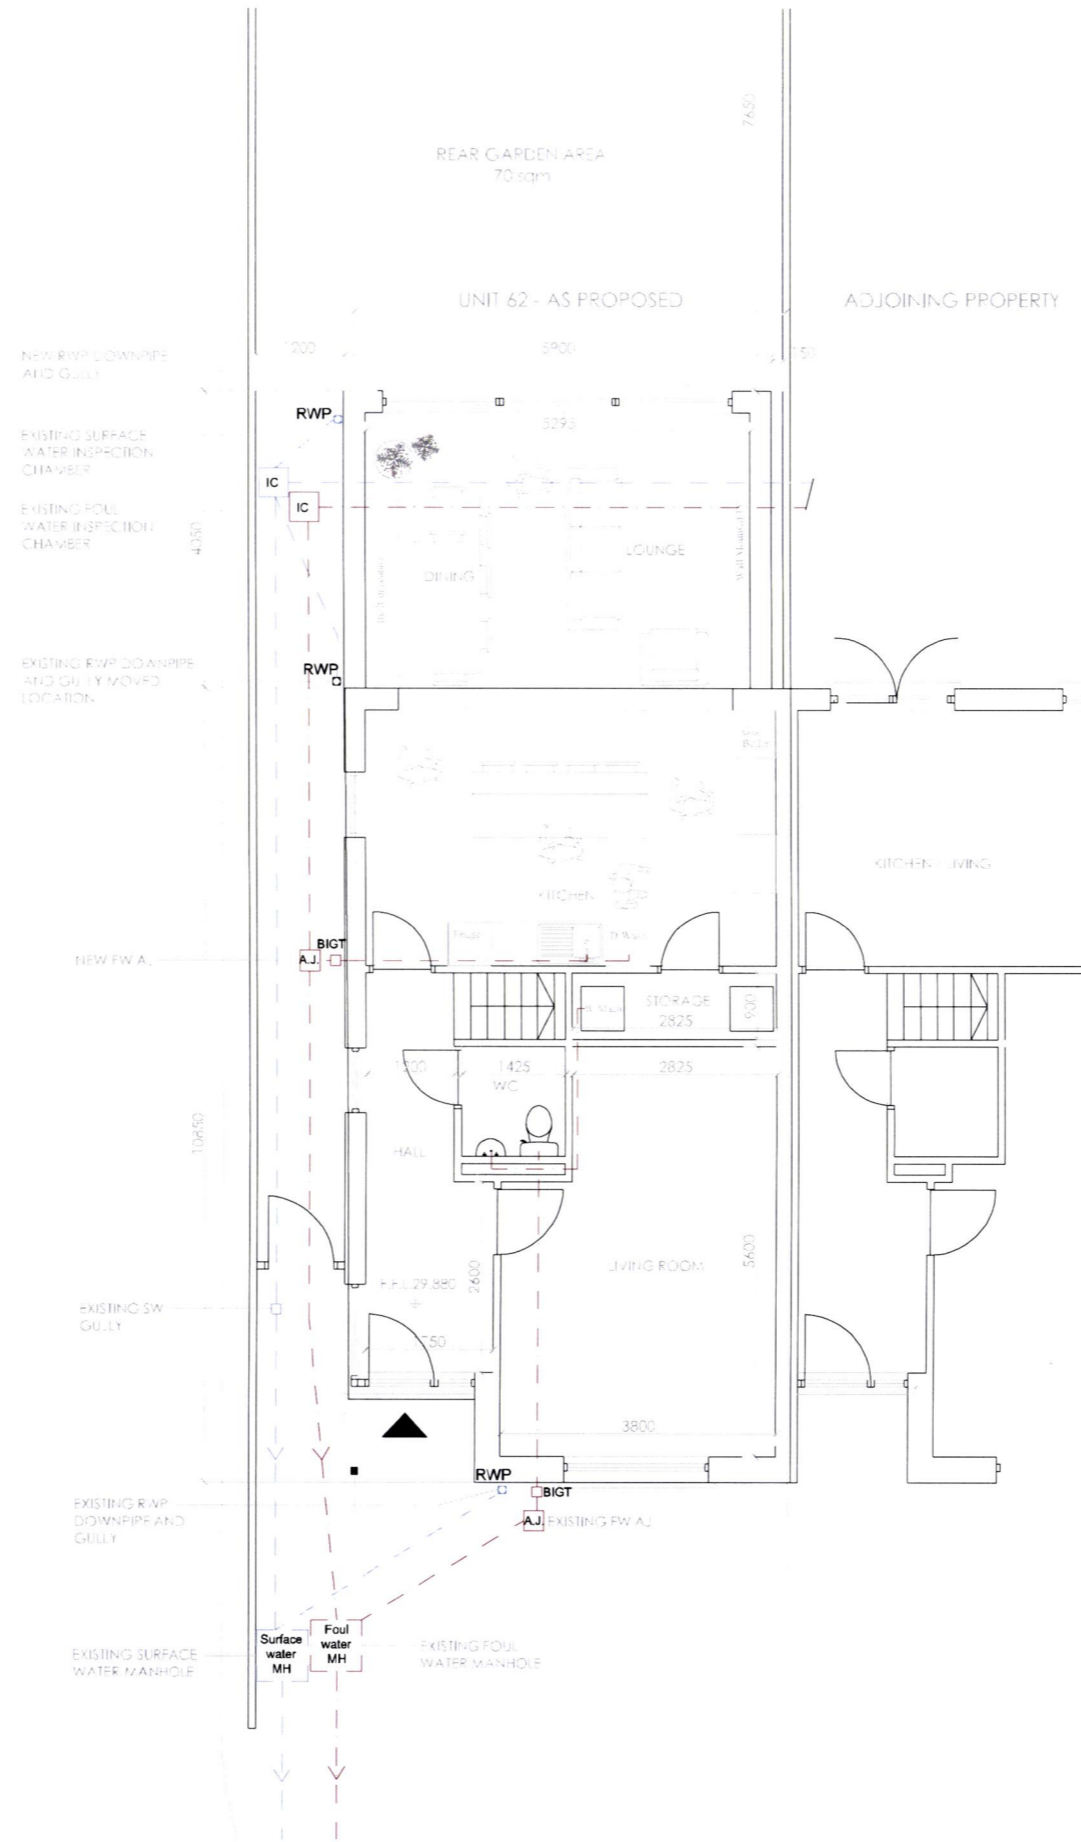 7650
REAR GARDEN AREA
70 sqm
UNIT 62 - AS PROPOSED
ADJOINING PROPERTY
1200
5900
150
NEW RWP DOWNPIPE
AND GULLY
RWP
5295
EXISTING SURFACE
WATER INSPECTION
CHAMBER
IC
IC
EXISTING FOUL
WATER INSPECTION
CHAMBER
LOUNGE
DINING
EXISTING RWP DOWNPIPE
AND GULLY MOVED
LOCATION
RWP
KITCHEN
KITCHEN LIVING
NEW FW AJ
A.J.
BIGT
STORAGE
2825
900
1200
1425
2825
WC
10850
HALL
LIVING ROOM
5600
2600
F.F.L 29.880
EXISTING SW
GULLY
1750
3800
RWP
BIGT
A.J. EXISTING FW AJ
EXISTING RWP
DOWNPIPE AND
GULLY
Surface
water
MH
Foul
water
MH
EXISTING SURFACE
WATER MANHOLE
EXISTING FOUL
WATER MANHOLE